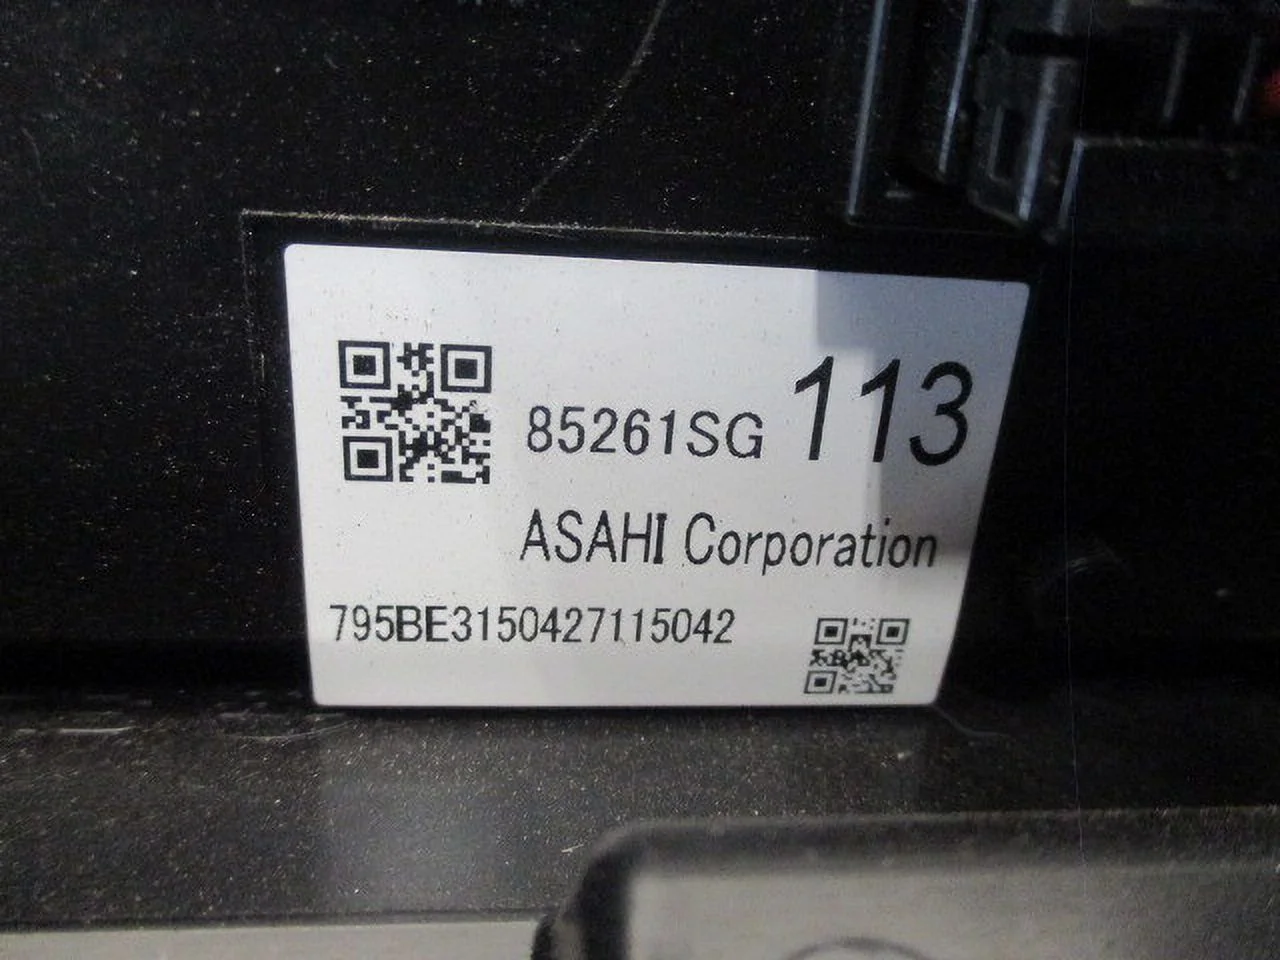 85261SG 113
ASAHI Corporation
795BE3150427115042